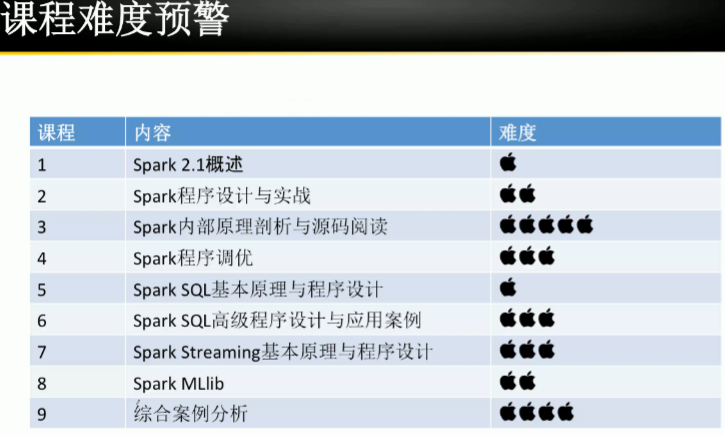 课程难度预警
课程 内容 难度
1 Spark 2.1概述
2 Spark程序设计与实战
3 Spark内部原理剖析与源码阅读
4 Spark程序调优
5 Spark SQL基本原理与程序设计
6 Spark SQL高级程序设计与应用案例
7 Spark Streaming基本原理与程序设计
8 Spark MLlib
9 综合案例分析